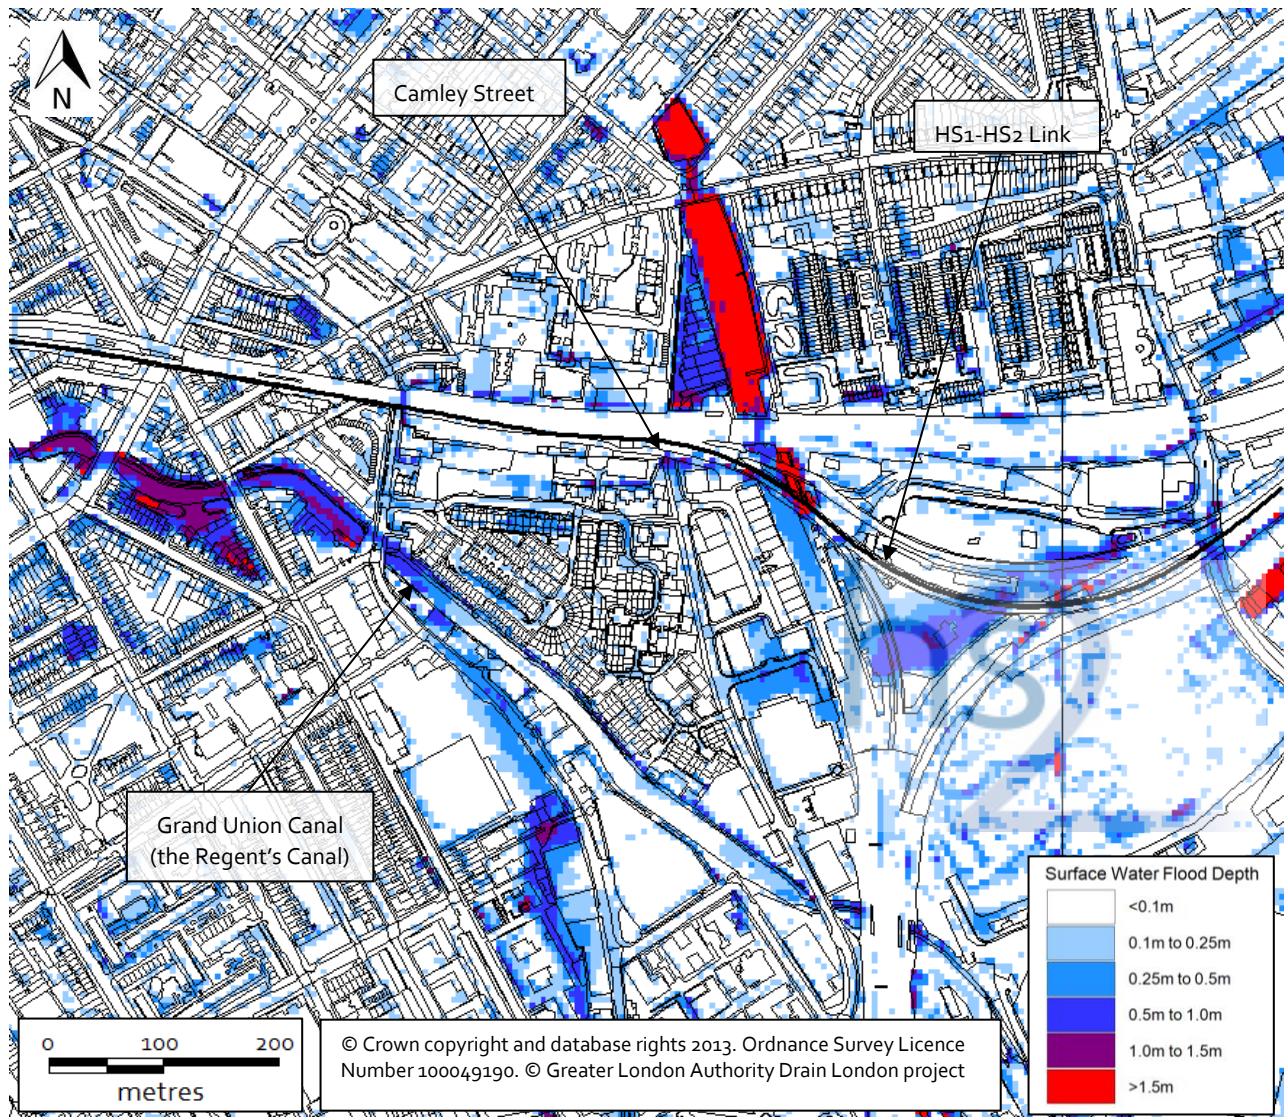 N
Camley Street
HS1-HS2 Link
Grand Union Canal
(the Regent's Canal)
hs2
Surface Water Flood Depth
<0.1m
0.1m to 0.25m
0.25m to 0.5m
0.5m to 1.0m
1.0m to 1.5m
>1.5m
0 100 200
metres
© Crown copyright and database rights 2013. Ordnance Survey Licence
Number 100049190. © Greater London Authority Drain London project